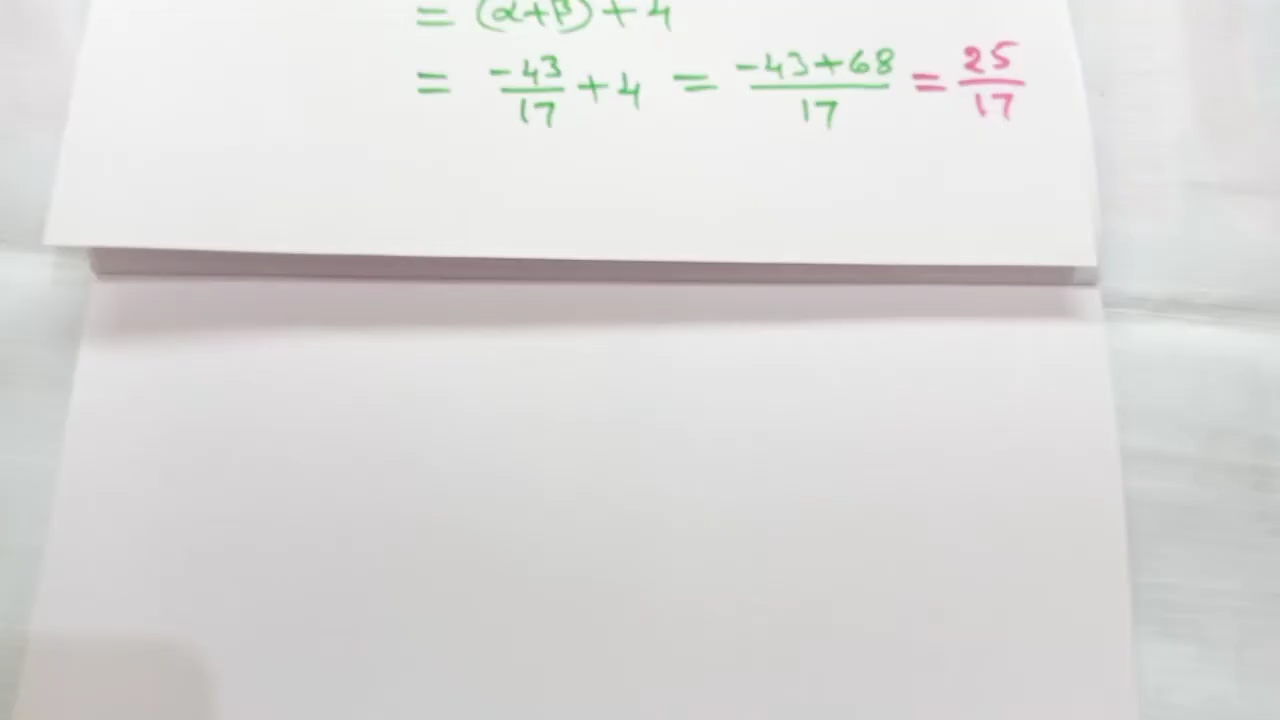 = (α+β) + 4
= -43/17 + 4 = -43+68/17 = 25/17